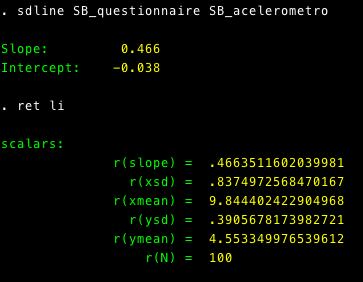 . sdline SB_questionnaire SB_acelerometro
Slope: 0.466
Intercept: -0.038
. ret li
scalars:
r(slope) = .4663511602039981
r(xsd) = .8374972568470167
r(xmean) = 9.844402422904968
r(ysd) = .3905678173982721
r(ymean) = 4.553349976539612
r(N) = 100